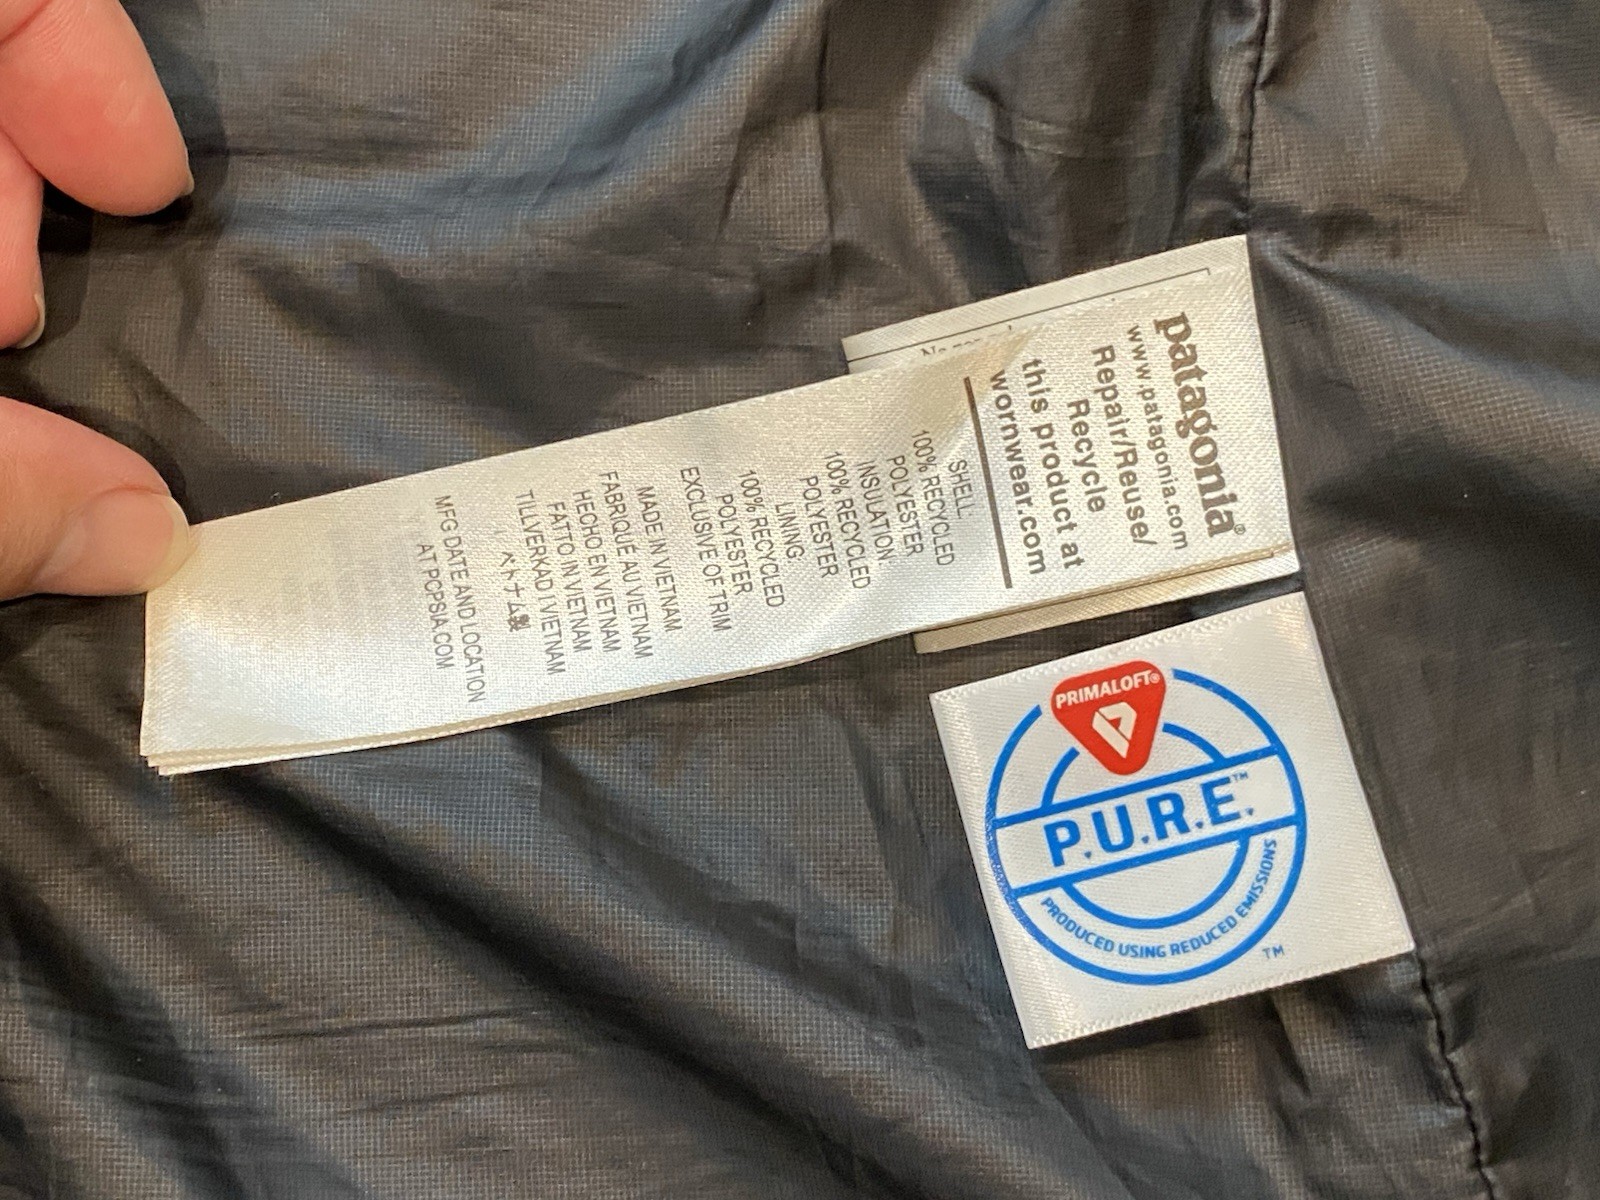 patagonia®
www.patagonia.com
Repair/Reuse/
Recycle
this product at
wornwear.com
SHELL:
100% RECYCLED
POLYESTER
INSULATION:
100% RECYCLED
POLYESTER
LINING:
100% RECYCLED
POLYESTER
EXCLUSIVE OF TRIM
MADE IN VIETNAM
FABRIQUÉ AU VIETNAM
HECHO EN VIETNAM
FATTO IN VIETNAM
TILLVERKAD I VIETNAM
ベトナム製
MFG DATE AND LOCATION
AT PCPSIA.COM
PRIMALOFT®
P.U.R.E.™
PRODUCED USING REDUCED EMISSIONS
TM